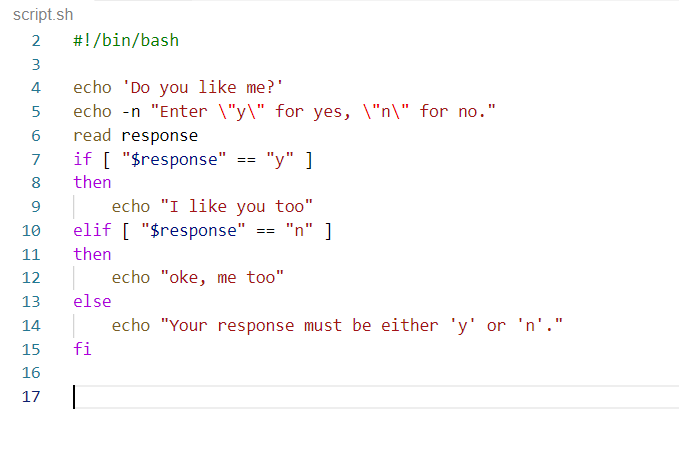 script.sh
2 #!/bin/bash
3
4 echo 'Do you like me?'
5 echo -n "Enter \"y\" for yes, \"n\" for no."
6 read response
7 if [ "$response" == "y" ]
8 then
9     echo "I like you too"
10 elif [ "$response" == "n" ]
11 then
12     echo "oke, me too"
13 else
14     echo "Your response must be either 'y' or 'n'."
15 fi
16
17